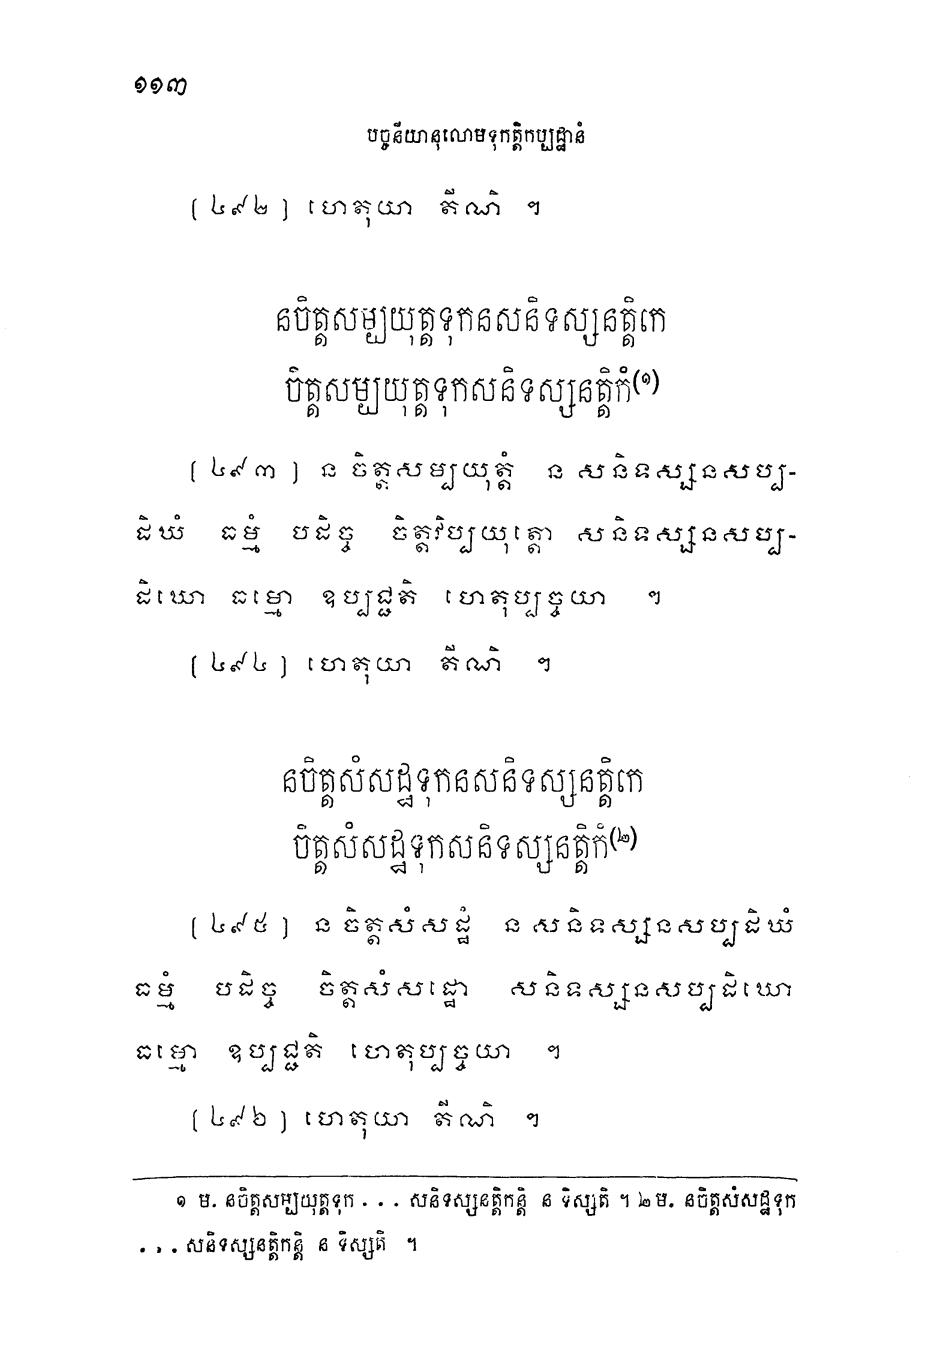 ១១៣
បច្ចនីយានុលោមទុកត្តិកប្បដ្ឋានំ
[ ៤៩២ ] ហេតុយា តីណិ ។
នចិត្តសម្បយុត្តទុកនសនិទស្សនត្តិកេ
ចិត្តសម្បយុត្តទុកសនិទស្សនត្តិកំ(១)
[ ៤៩៣ ] ន ចិត្តសម្បយុត្តំ ន សនិទស្សនសប្ប-
ដិឃំ ធម្មំ បដិច្ច ចិត្តវិប្បយុត្តោ សនិទស្សនសប្ប-
ដិឃោ ធម្មោ ឧប្បជ្ជតិ ហេតុប្បច្ចយា ។
[ ៤៩៤ ] ហេតុយា តីណិ ។
នចិត្តសំសដ្ឋទុកនសនិទស្សនត្តិកេ
ចិត្តសំសដ្ឋទុកសនិទស្សនត្តិកំ(២)
[ ៤៩៥ ] ន ចិត្តសំសដ្ឋំ ន សនិទស្សនសប្បដិឃំ
ធម្មំ បដិច្ច ចិត្តសំសដ្ឋោ សនិទស្សនសប្បដិឃោ
ធម្មោ ឧប្បជ្ជតិ ហេតុប្បច្ចយា ។
[ ៤៩៦ ] ហេតុយា តីណិ ។
១ ម. នចិត្តសម្បយុត្តទុក . . . សនិទស្សនត្តិកន្តិ ន ទិស្សតិ ។ ២ ម. នចិត្តសំសដ្ឋទុក
. . . សនិទស្សនត្តិកន្តិ ន ទិស្សតិ ។